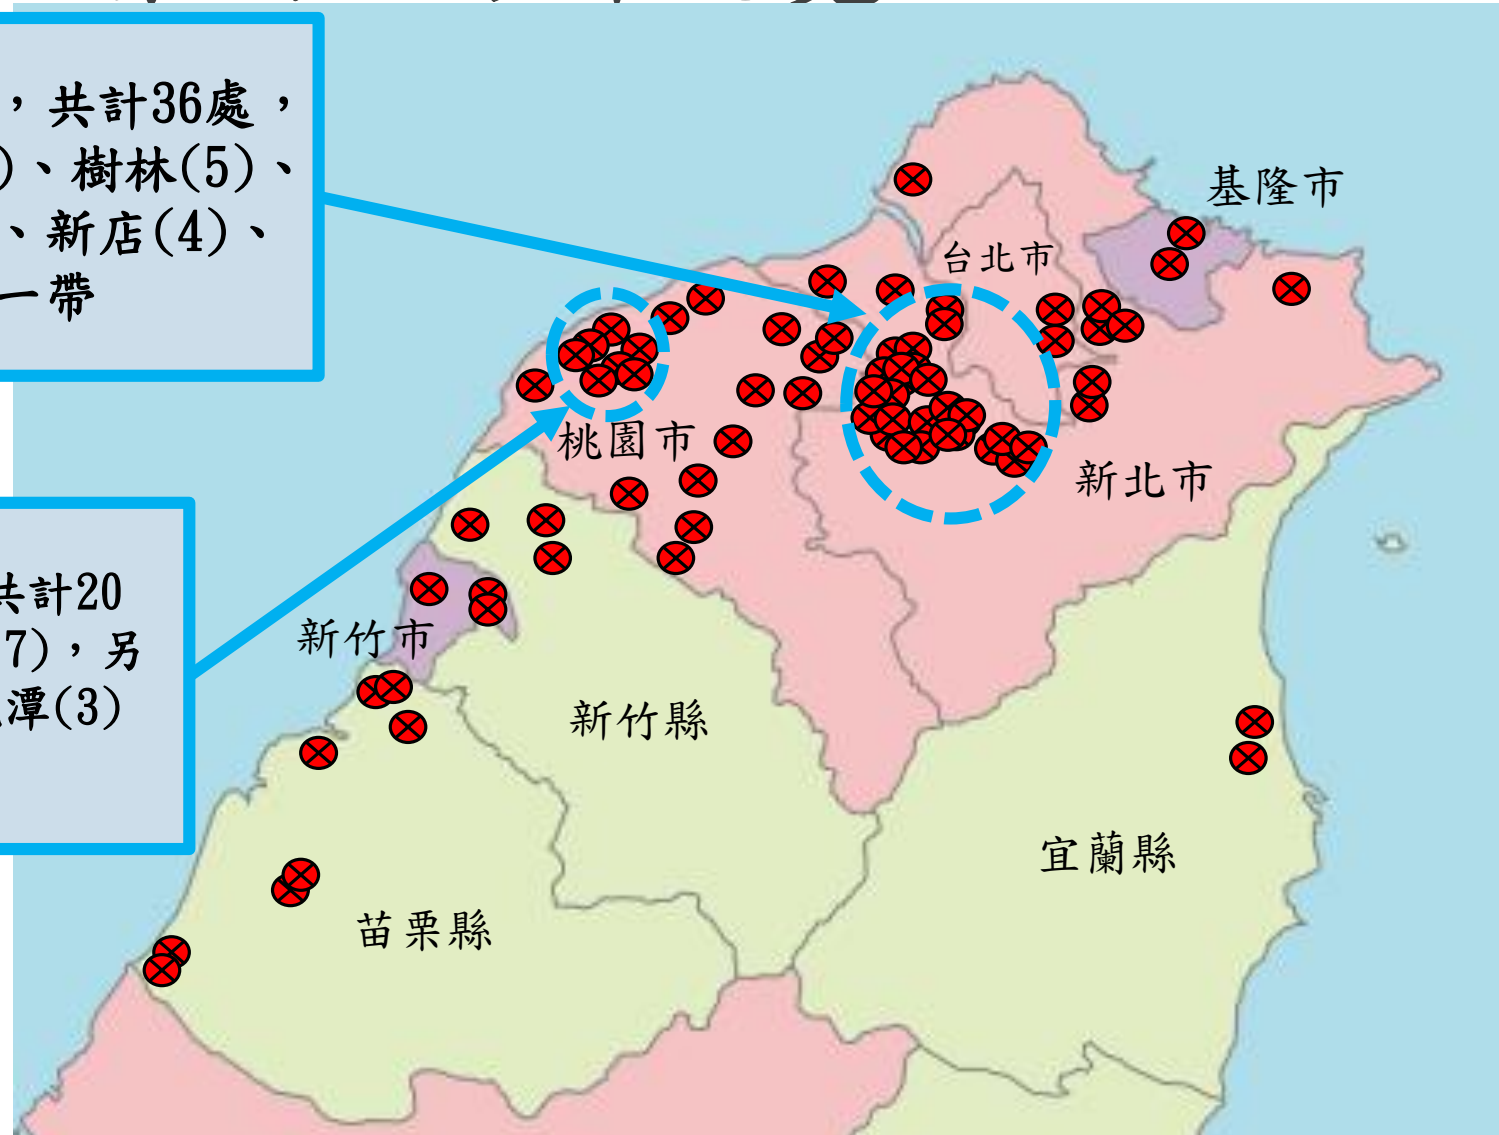 ,共計36處,
)、樹林(5)、
、新店(4)、
一帶
共計20
7),另
潭(3)
基隆市
台北市
桃園市
新北市
新竹市
新竹縣
宜蘭縣
苗栗縣